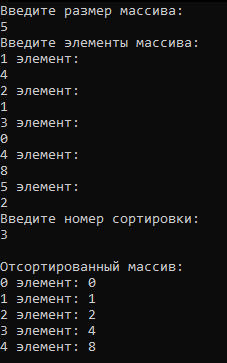 Введите размер массива:
5
Введите элементы массива:
1 элемент:
4
2 элемент:
1
3 элемент:
0
4 элемент:
8
5 элемент:
2
Введите номер сортировки:
3
Отсортированный массив:
0 элемент: 0
1 элемент: 1
2 элемент: 2
3 элемент: 4
4 элемент: 8